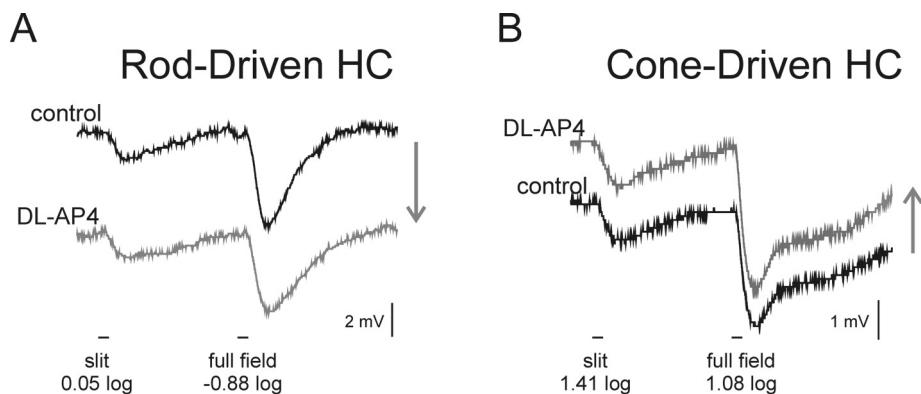 A
Rod-Driven HC
control
DL-AP4
2 mV
slit
0.05 log
full field
-0.88 log
B
Cone-Driven HC
DL-AP4
control
1 mV
slit
1.41 log
full field
1.08 log